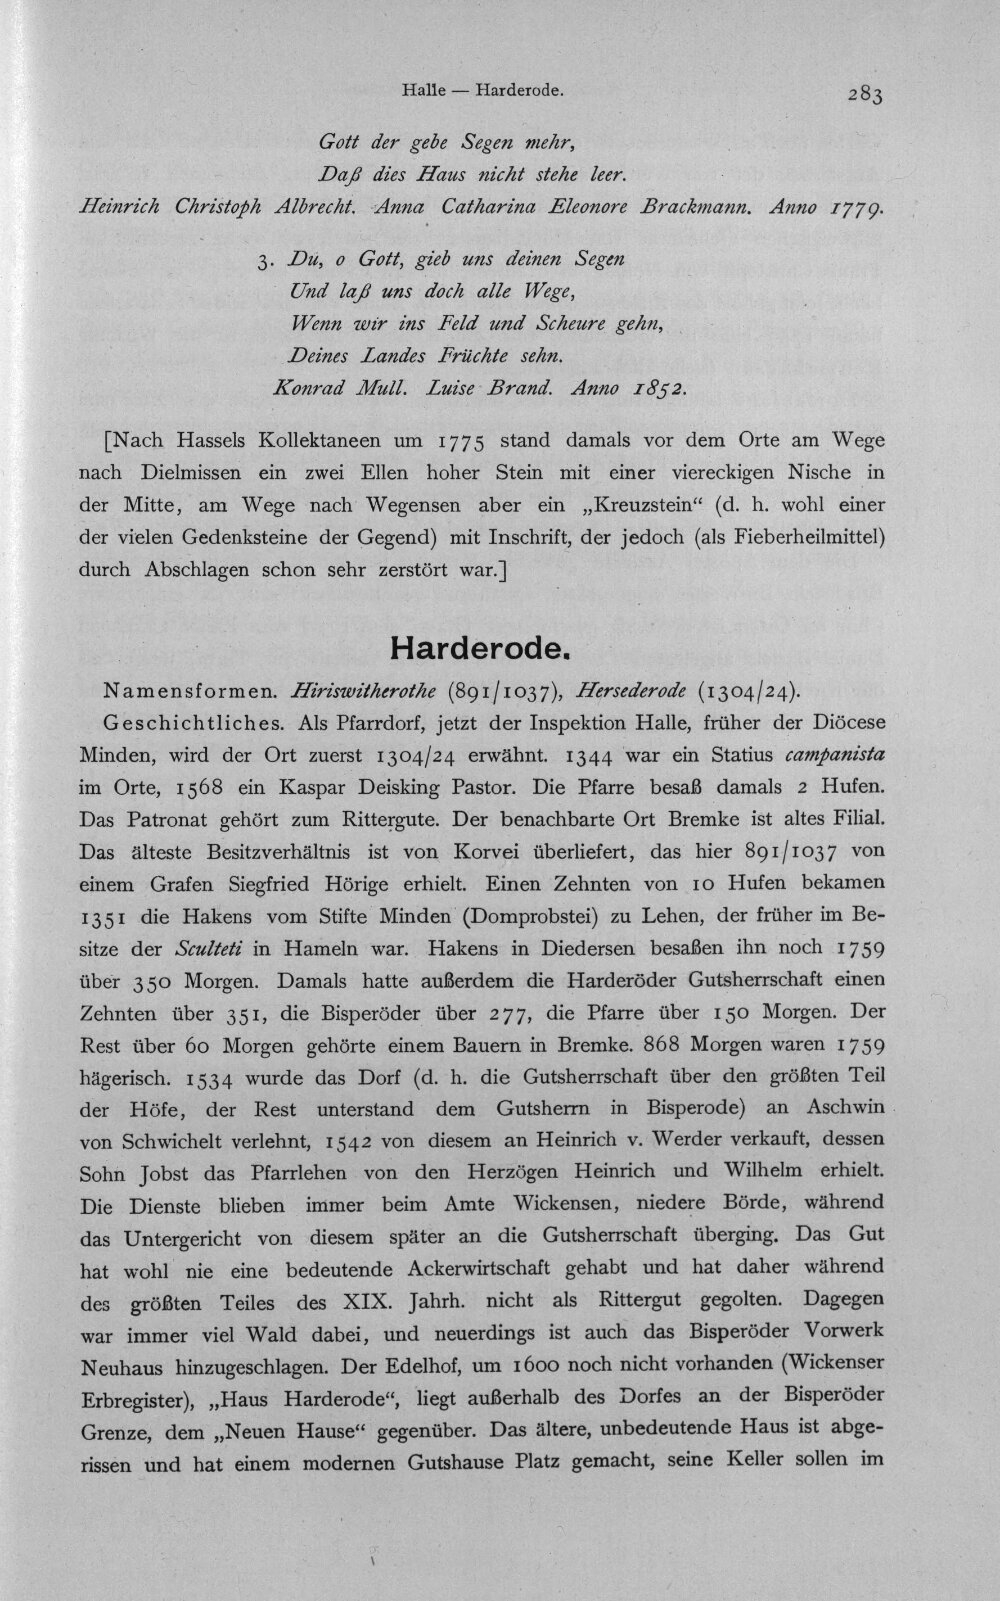 Halle — Harderode.
283
Gott der gebe Segen mehr,
Daß dies Haus nicht stehe leer.
Heinrich Christoph Albrecht. Anna Catharina Eleonore Brackmann. Anno 1779.
3. Du, o Gott, gieb uns deinen Segen
Und laß uns doch alle Wege,
Wenn wir ins Feld und Scheure gehn,
Deines Landes Früchte sehn.
Konrad Mull. Luise Brand. Anno 1852.
[Nach Hassels Kollektaneen um 1775 stand damals vor dem Orte am Wege
nach Dielmissen ein zwei Ellen hoher Stein mit einer viereckigen Nische in
der Mitte, am Wege nach Wegensen aber ein „Kreuzstein“ (d. h. wohl einer
der vielen Gedenksteine der Gegend) mit Inschrift, der jedoch (als Fieberheilmittel)
durch Abschlagen schon sehr zerstört war.]
Harderode.
Namensformen. Hiriswitherothe (891/1037), Hersederode (1304/24).
Geschichtliches. Als Pfarrdorf, jetzt der Inspektion Halle, früher der Diöcese
Minden, wird der Ort zuerst 1304/24 erwähnt. 1344 war ein Statius campanista
im Orte, 1568 ein Kaspar Deisking Pastor. Die Pfarre besaß damals 2 Hufen.
Das Patronat gehört zum Rittergute. Der benachbarte Ort Bremke ist altes Filial.
Das älteste Besitzverhältnis ist von Korvei überliefert, das hier 891/1037 von
einem Grafen Siegfried Hörige erhielt. Einen Zehnten von 10 Hufen bekamen
1351 die Hakens vom Stifte Minden (Domprobstei) zu Lehen, der früher im Be-
sitze der Sculteti in Hameln war. Hakens in Diedersen besaßen ihn noch 1759
über 350 Morgen. Damals hatte außerdem die Harderöder Gutsherrschaft einen
Zehnten über 351, die Bisperöder über 277, die Pfarre über 150 Morgen. Der
Rest über 60 Morgen gehörte einem Bauern in Bremke. 868 Morgen waren 1759
hägerisch. 1534 wurde das Dorf (d. h. die Gutsherrschaft über den größten Teil
der Höfe, der Rest unterstand dem Gutsherrn in Bisperode) an Aschwin
von Schwichelt verlehnt, 1542 von diesem an Heinrich v. Werder verkauft, dessen
Sohn Jobst das Pfarrlehen von den Herzögen Heinrich und Wilhelm erhielt.
Die Dienste blieben immer beim Amte Wickensen, niedere Börde, während
das Untergericht von diesem später an die Gutsherrschaft überging. Das Gut
hat wohl nie eine bedeutende Ackerwirtschaft gehabt und hat daher während
des größten Teiles des XIX. Jahrh. nicht als Rittergut gegolten. Dagegen
war immer viel Wald dabei, und neuerdings ist auch das Bisperöder Vorwerk
Neuhaus hinzugeschlagen. Der Edelhof, um 1600 noch nicht vorhanden (Wickenser
Erbregister), „Haus Harderode“, liegt außerhalb des Dorfes an der Bisperöder
Grenze, dem „Neuen Hause“ gegenüber. Das ältere, unbedeutende Haus ist abge-
rissen und hat einem modernen Gutshause Platz gemacht, seine Keller sollen im